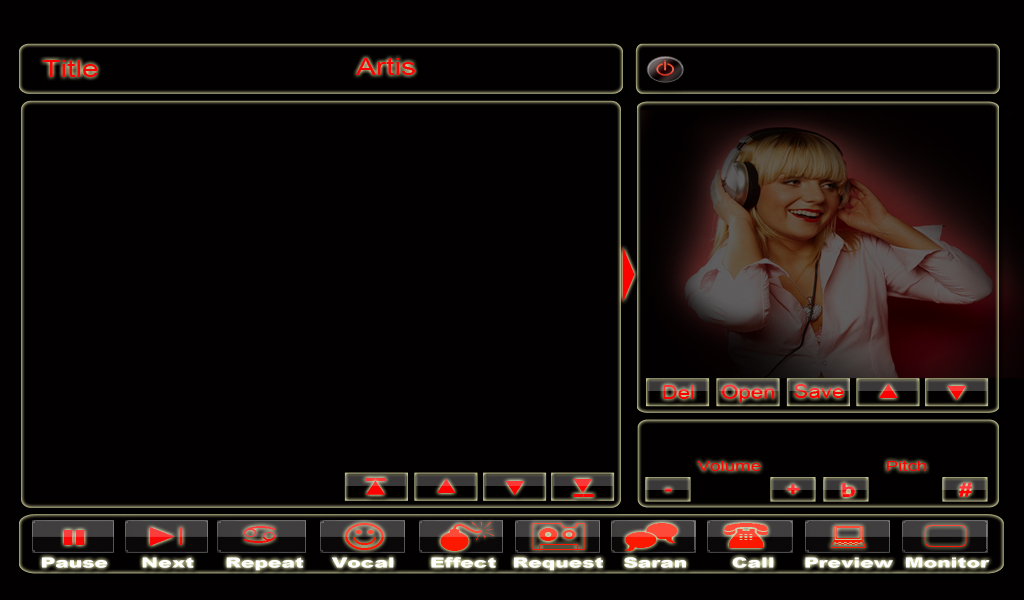 Title Artis
Del Open Save
Volume Pitch
- + b #
Pause Next Repeat Vocal Effect Request Saran Call Preview Monitor